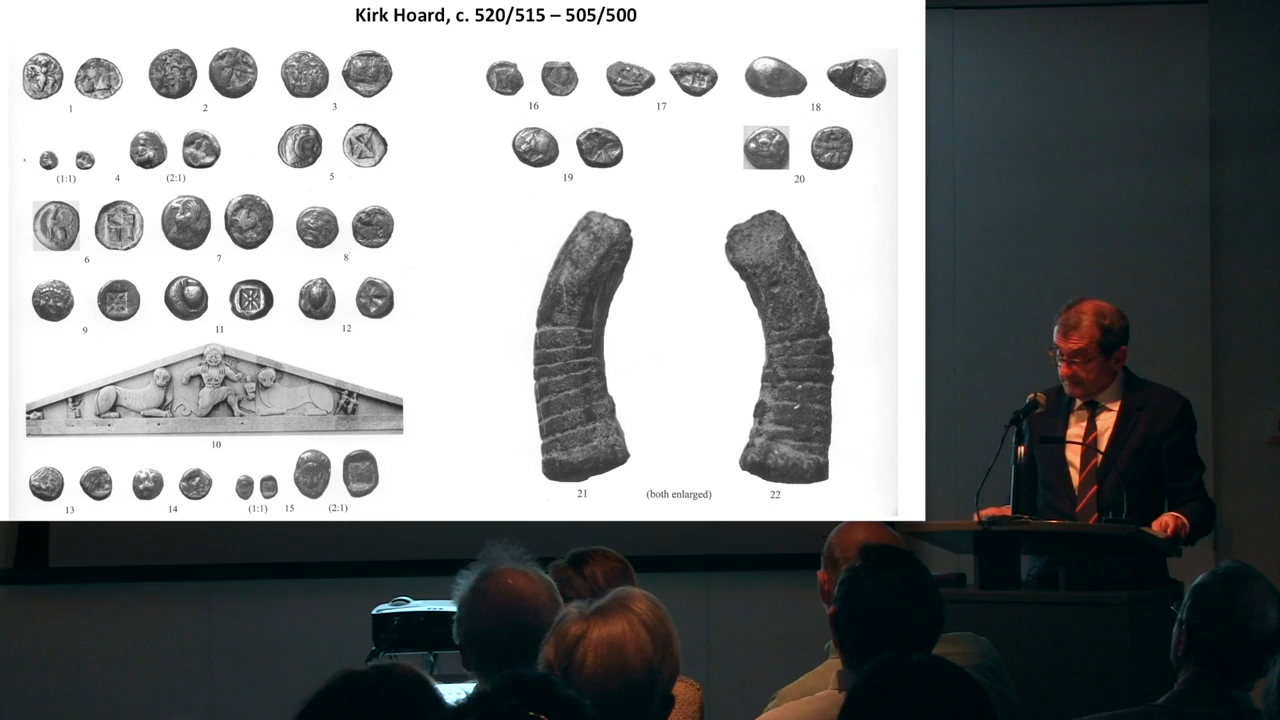 Kirk Hoard, c. 520/515 – 505/500
1 2 3
16 17 18
(1:1) 4 (2:1) 5
19 20
6 7 8
9 11 12
10
21 (both enlarged) 22
13 14 (1:1) 15 (2:1)